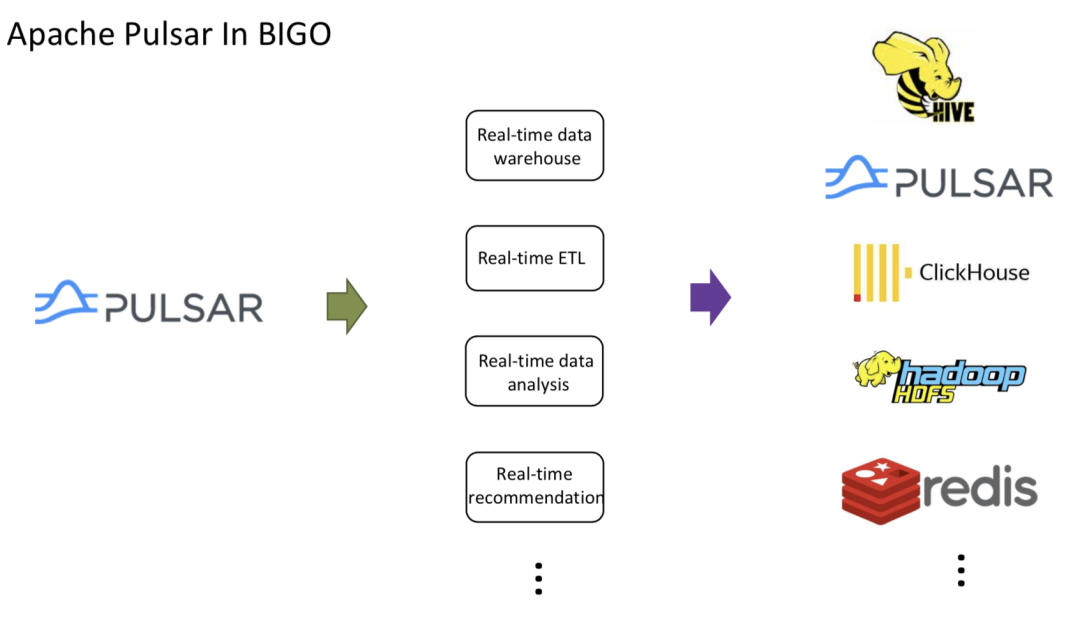 Apache Pulsar In BIGO
HIVE
Real-time data
warehouse
PULSAR
Real-time ETL
ClickHouse
PULSAR
Real-time data
analysis
hadoop
HDFS
Real-time
recommendation
redis